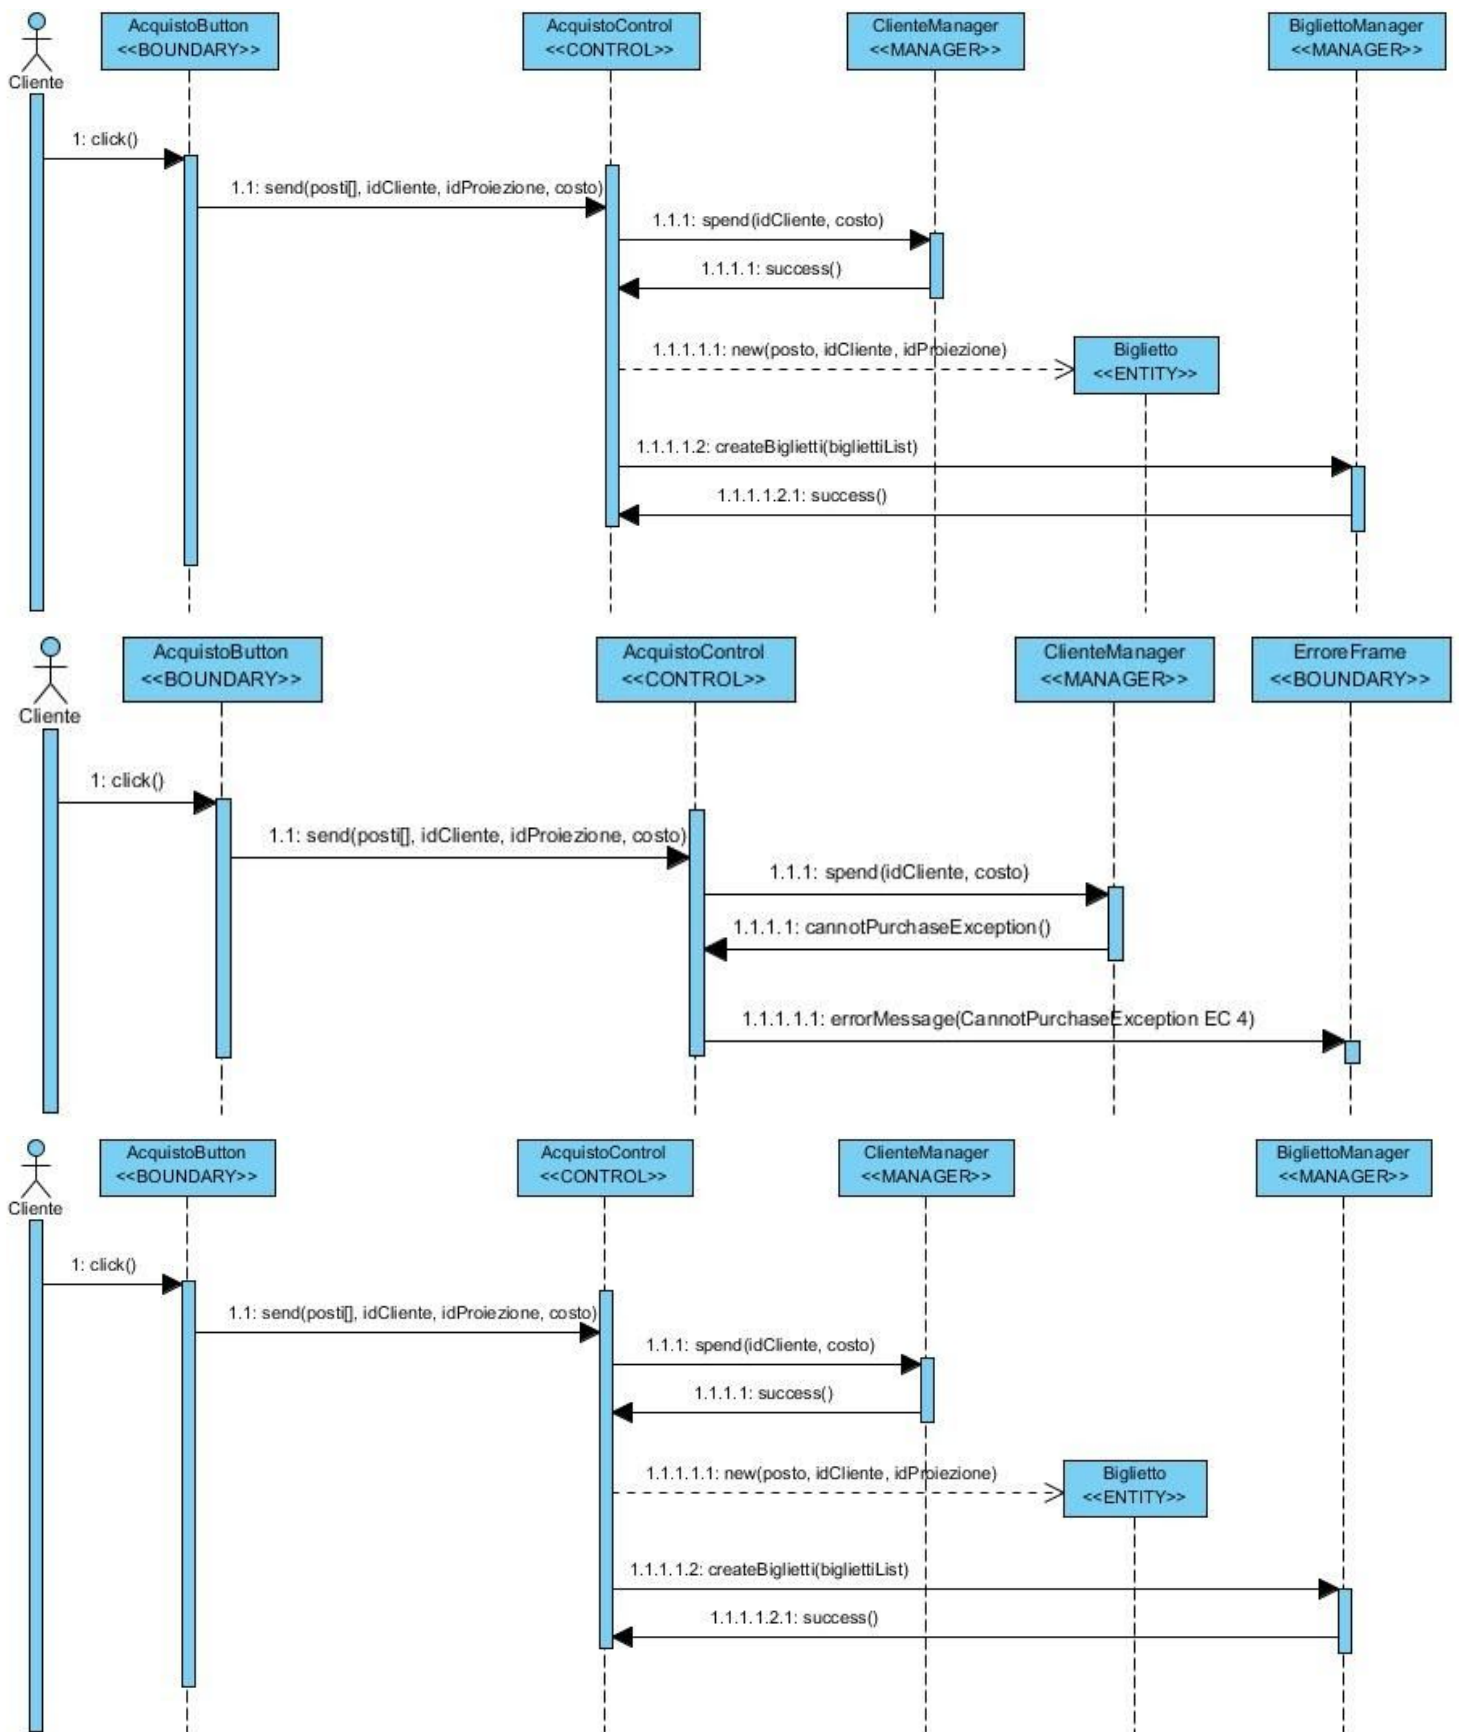 AcquistoButton
<<BOUNDARY>>
AcquistoControl
<<CONTROL>>
ClienteManager
<<MANAGER>>
BigliettoManager
<<MANAGER>>
Cliente
1: click()
1.1: send(posti[], idCliente, idProiezione, costo)
1.1.1: spend(idCliente, costo)
1.1.1.1: success()
1.1.1.1.1: new(posto, idCliente, idProiezione)
Biglietto
<<ENTITY>>
1.1.1.1.2: createBiglietti(bigliettiList)
1.1.1.1.2.1: success()
AcquistoButton
<<BOUNDARY>>
AcquistoControl
<<CONTROL>>
ClienteManager
<<MANAGER>>
ErroreFrame
<<BOUNDARY>>
Cliente
1: click()
1.1: send(posti[], idCliente, idProiezione, costo)
1.1.1: spend(idCliente, costo)
1.1.1.1: cannotPurchaseException()
1.1.1.1.1: errorMessage(CannotPurchaseException EC 4)
AcquistoButton
<<BOUNDARY>>
AcquistoControl
<<CONTROL>>
ClienteManager
<<MANAGER>>
BigliettoManager
<<MANAGER>>
Cliente
1: click()
1.1: send(posti[], idCliente, idProiezione, costo)
1.1.1: spend(idCliente, costo)
1.1.1.1: success()
1.1.1.1.1: new(posto, idCliente, idProiezione)
Biglietto
<<ENTITY>>
1.1.1.1.2: createBiglietti(bigliettiList)
1.1.1.1.2.1: success()